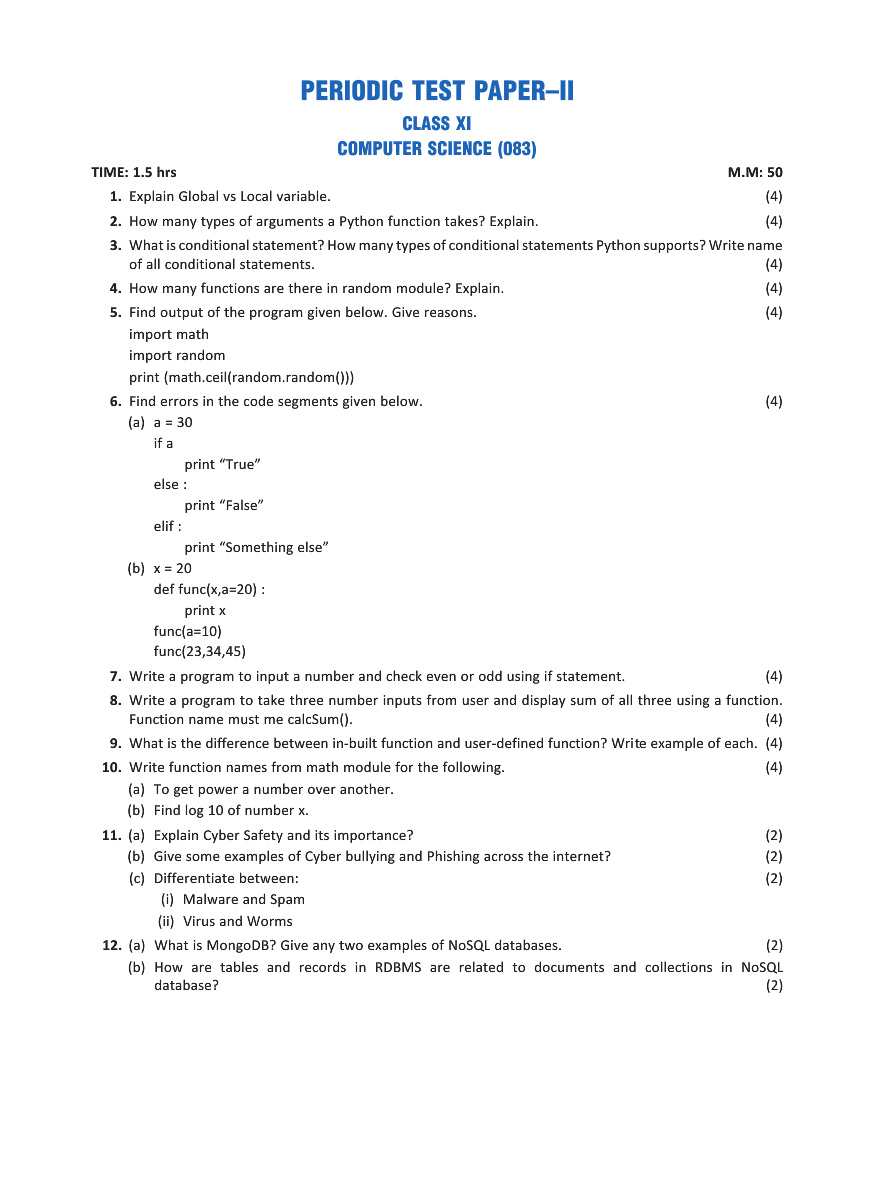 PERIODIC TEST PAPER–II
CLASS XI
COMPUTER SCIENCE (083)
TIME: 1.5 hrs M.M: 50
1. Explain Global vs Local variable. (4)
2. How many types of arguments a Python function takes? Explain. (4)
3. What is conditional statement? How many types of conditional statements Python supports? Write name
of all conditional statements. (4)
4. How many functions are there in random module? Explain. (4)
5. Find output of the program given below. Give reasons. (4)
import math
import random
print (math.ceil(random.random()))
6. Find errors in the code segments given below. (4)
(a) a = 30
if a
print “True”
else :
print “False”
elif :
print “Something else”
(b) x = 20
def func(x,a=20) :
print x
func(a=10)
func(23,34,45)
7. Write a program to input a number and check even or odd using if statement. (4)
8. Write a program to take three number inputs from user and display sum of all three using a function.
Function name must me calcSum(). (4)
9. What is the difference between in-built function and user-defined function? Write example of each. (4)
10. Write function names from math module for the following. (4)
(a) To get power a number over another.
(b) Find log 10 of number x.
11. (a) Explain Cyber Safety and its importance? (2)
(b) Give some examples of Cyber bullying and Phishing across the internet? (2)
(c) Differentiate between: (2)
(i) Malware and Spam
(ii) Virus and Worms
12. (a) What is MongoDB? Give any two examples of NoSQL databases. (2)
(b) How are tables and records in RDBMS are related to documents and collections in NoSQL
database? (2)